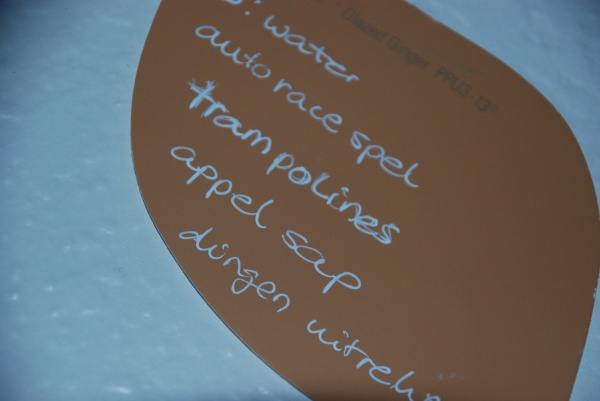 Glazed Ginger PPU3-13
: water
auto race spel
trampolines
appel sap
dingen